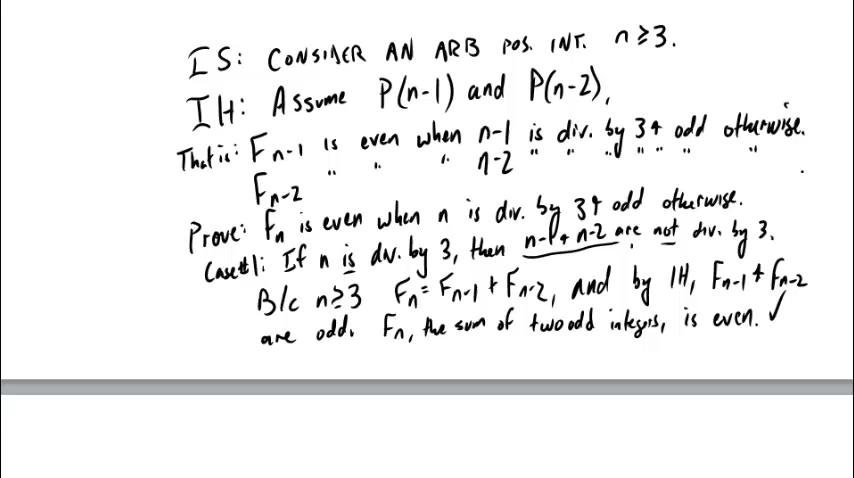 IS: CONSIDER AN ARB POS. INT. n ≥ 3.
IH: Assume P(n-1) and P(n-2),
That is: Fn-1 is even when n-1 is div. by 3 & odd otherwise.
Fn-2 " " " n-2 " " " " " " "
Prove: Fn is even when n is div. by 3 & odd otherwise.
Case #1: If n is div. by 3, then n-1 & n-2 are not div. by 3.
B/c n ≥ 3 Fn = Fn-1 + Fn-2, and by IH, Fn-1 & Fn-2
are odd. Fn, the sum of two odd integers, is even. ✓